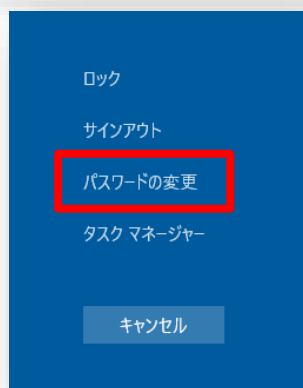 ロック
サインアウト
パスワードの変更
タスク マネージャー
キャンセル